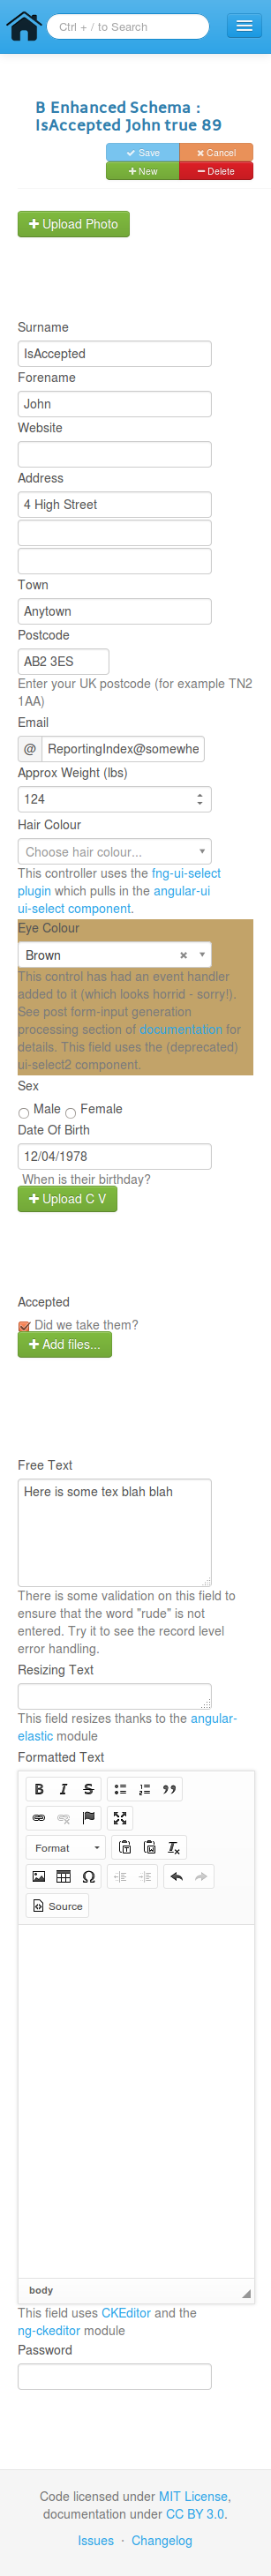 Ctrl + / to Search
B Enhanced Schema :
IsAccepted John true 89
Save
Cancel
New
Delete
Upload Photo
Surname
IsAccepted
Forename
John
Website
Address
4 High Street
Town
Anytown
Postcode
AB2 3ES
Enter your UK postcode (for example TN2
1AA)
Email
@ ReportingIndex@somewhe
Approx Weight (lbs)
124
Hair Colour
Choose hair colour...
This controller uses the fng-ui-select
plugin which pulls in the angular-ui
ui-select component.
Eye Colour
Brown
This control has had an event handler
added to it (which looks horrid - sorry!).
See post form-input generation
processing section of documentation for
details. This field uses the (deprecated)
ui-select2 component.
Sex
Male Female
Date Of Birth
12/04/1978
When is their birthday?
Upload C V
Accepted
Did we take them?
Add files...
Free Text
Here is some tex blah blah
There is some validation on this field to
ensure that the word "rude" is not
entered. Try it to see the record level
error handling.
Resizing Text
This field resizes thanks to the angular-
elastic module
Formatted Text
Format
Source
body
This field uses CKEditor and the
ng-ckeditor module
Password
Code licensed under MIT License,
documentation under CC BY 3.0.
Issues · Changelog